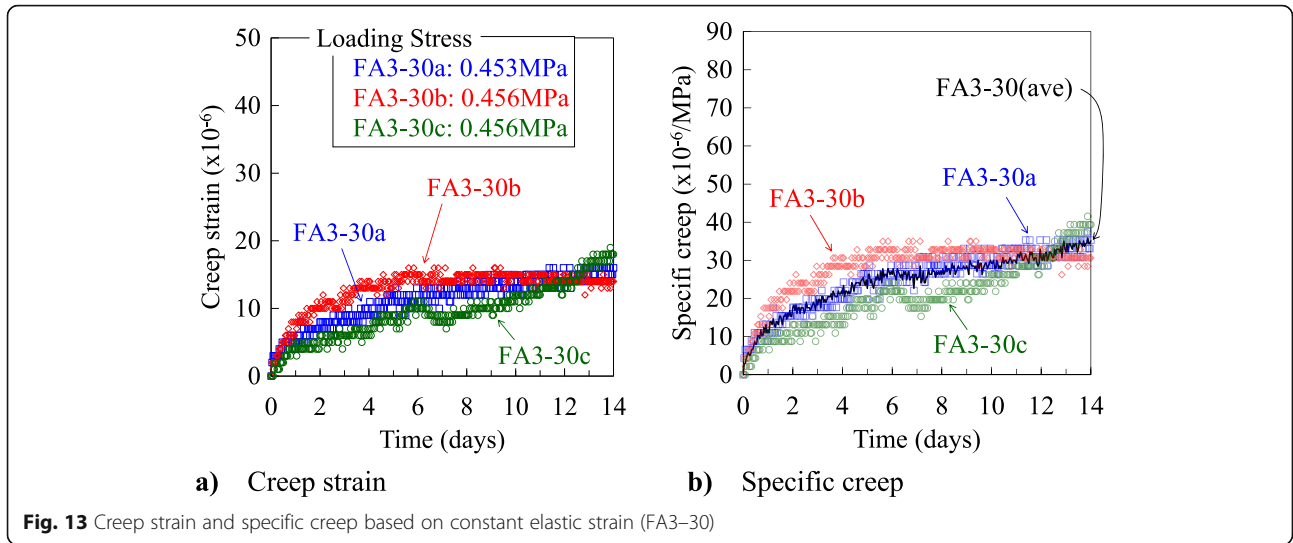 50
40
30
20
10
0
Creep strain (x10-6)
Loading Stress
FA3-30a: 0.453MPa
FA3-30b: 0.456MPa
FA3-30c: 0.456MPa
FA3-30b
FA3-30a
FA3-30c
0 2 4 6 8 10 12 14
Time (days)
a) Creep strain
90
80
70
60
50
40
30
20
10
0
Specifi creep (x10-6/MPa)
FA3-30(ave)
FA3-30a
FA3-30b
FA3-30c
0 2 4 6 8 10 12 14
Time (days)
b) Specific creep
Fig. 13 Creep strain and specific creep based on constant elastic strain (FA3–30)